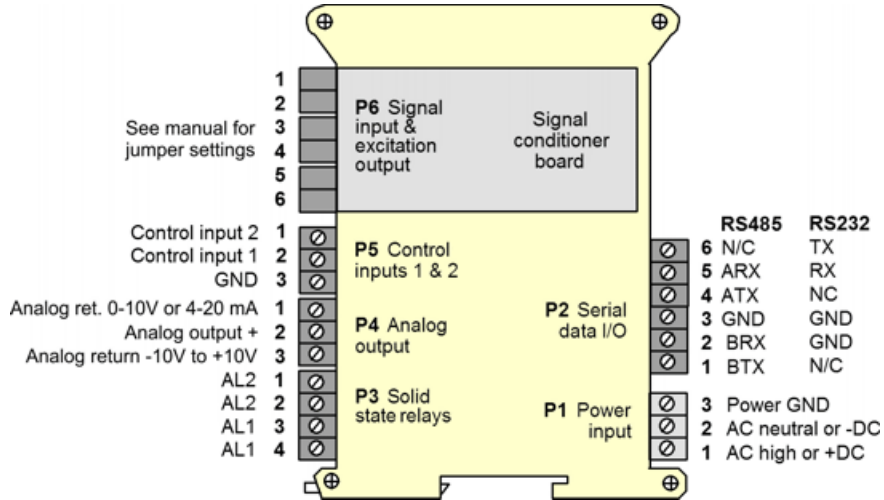 1
2
See manual for 3
jumper settings 4
5
6
P6 Signal
input &
excitation
output
Signal
conditioner
board
Control input 2 1
Control input 1 2
GND 3
P5 Control
inputs 1 & 2
Analog ret. 0-10V or 4-20 mA 1
Analog output + 2
Analog return -10V to +10V 3
P4 Analog
output
AL2 1
AL2 2
AL1 3
AL1 4
P3 Solid
state relays
P2 Serial
data I/O
RS485 RS232
6 N/C TX
5 ARX RX
4 ATX NC
3 GND GND
2 BRX GND
1 BTX N/C
P1 Power
input
3 Power GND
2 AC neutral or -DC
1 AC high or +DC